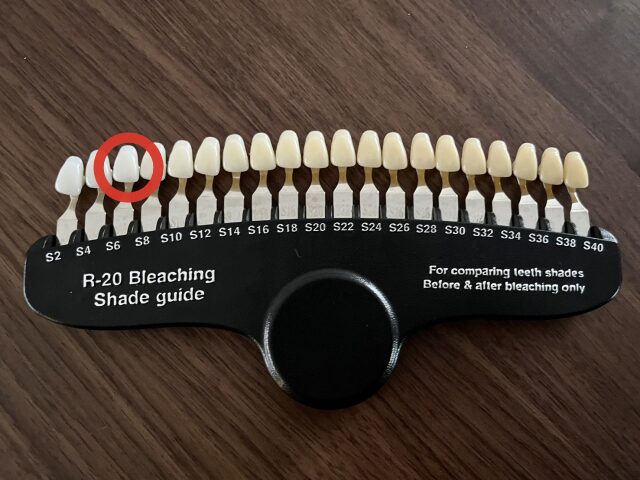 S2 S4 S6 S8 S10 S12 S14 S16 S18 S20 S22 S24 S26 S28 S30 S32 S34 S36 S38 S40
R-20 Bleaching
Shade guide
For comparing teeth shades
Before & after bleaching only